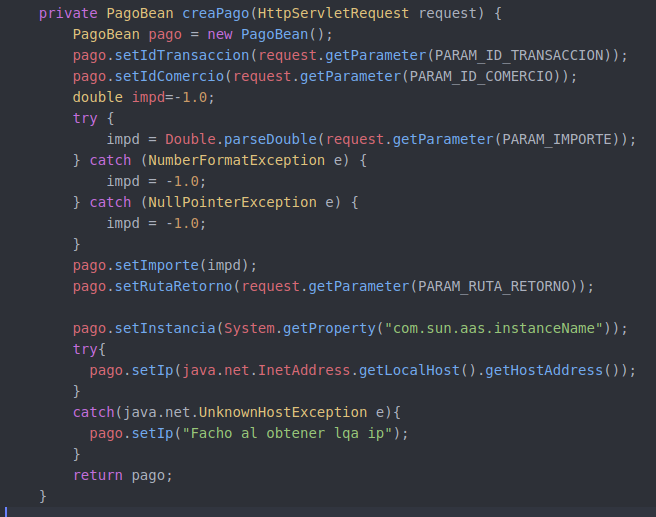 private PagoBean creaPago(HttpServletRequest request) {
PagoBean pago = new PagoBean();
pago.setIdTransaccion(request.getParameter(PARAM_ID_TRANSACCION));
pago.setIdComercio(request.getParameter(PARAM_ID_COMERCIO));
double impd=-1.0;
try {
impd = Double.parseDouble(request.getParameter(PARAM_IMPORTE));
} catch (NumberFormatException e) {
impd = -1.0;
} catch (NullPointerException e) {
impd = -1.0;
}
pago.setImporte(impd);
pago.setRutaRetorno(request.getParameter(PARAM_RUTA_RETORNO));
pago.setInstancia(System.getProperty("com.sun.aas.instanceName"));
try{
pago.setIp(java.net.InetAddress.getLocalHost().getHostAddress());
}
catch(java.net.UnknownHostException e){
pago.setIp("Facho al obtener lqa ip");
}
return pago;
}